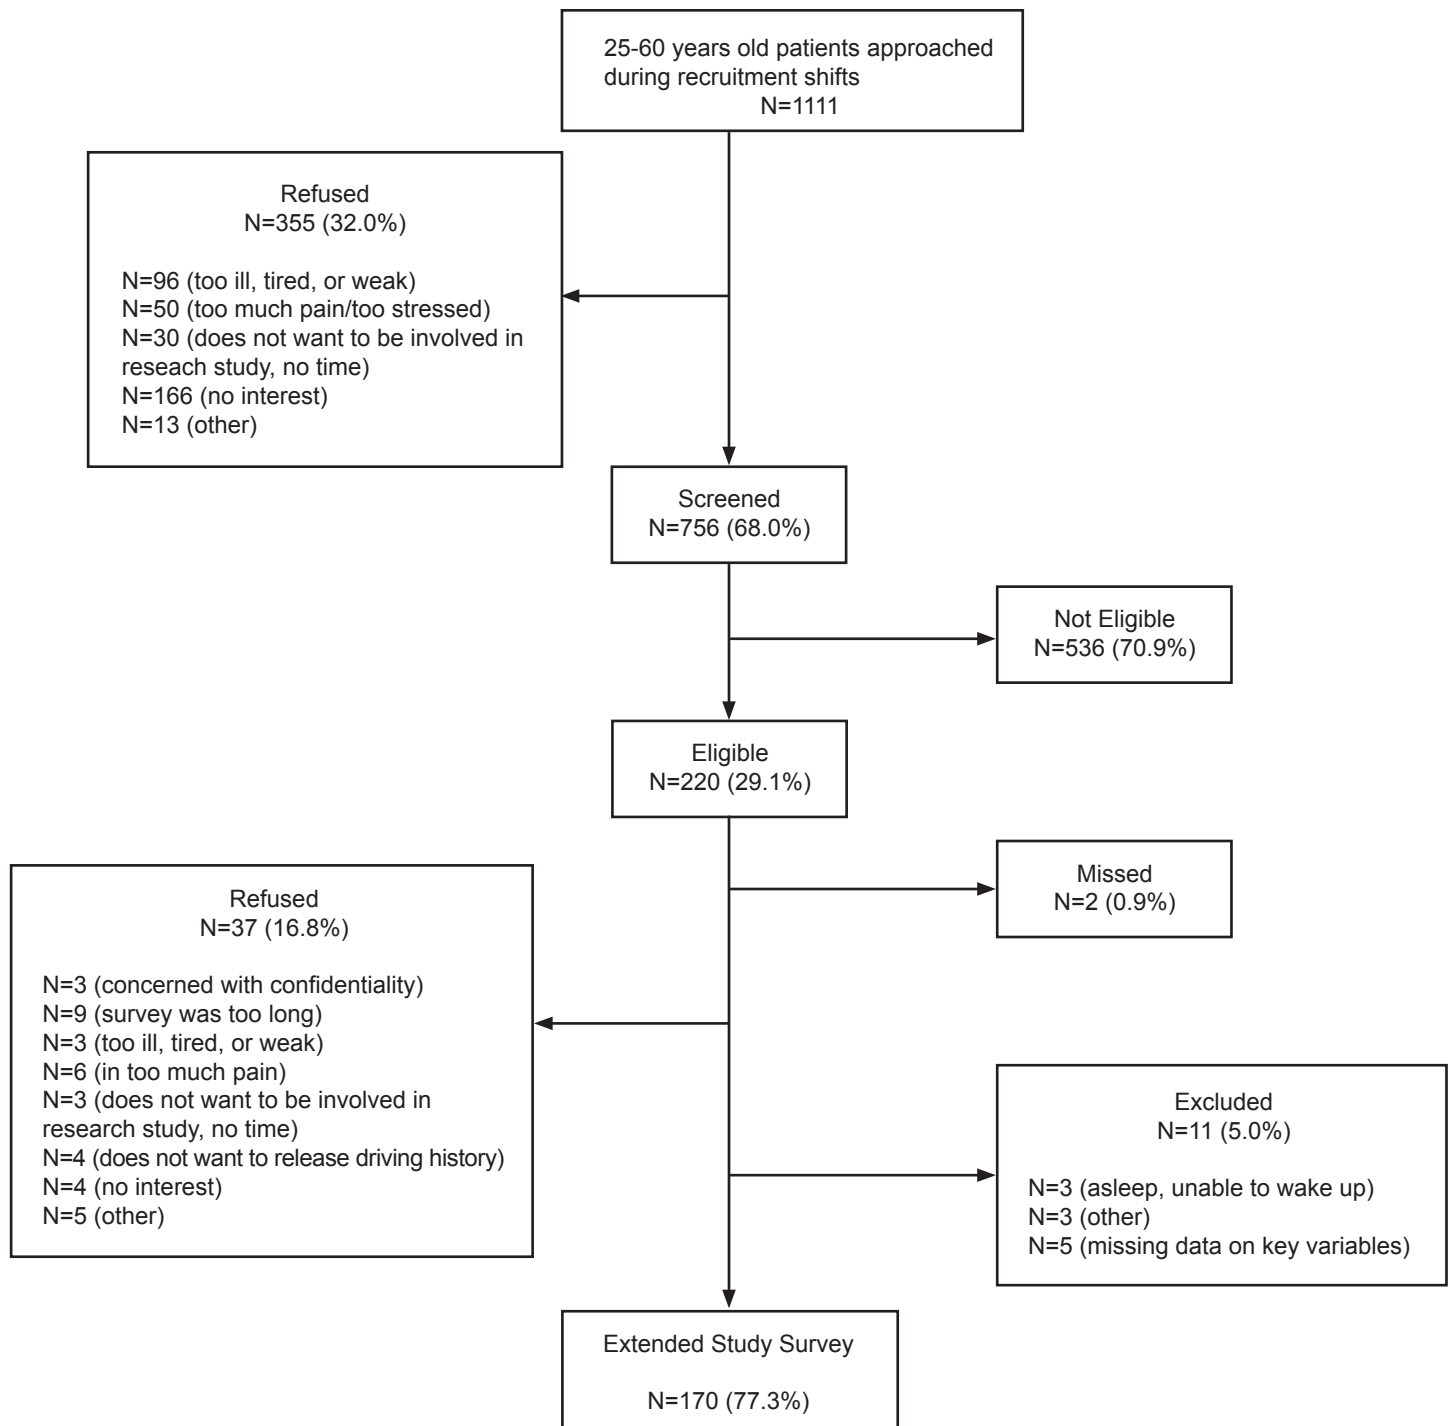 25-60 years old patients approached
during recruitment shifts
N=1111
Refused
N=355 (32.0%)
N=96 (too ill, tired, or weak)
N=50 (too much pain/too stressed)
N=30 (does not want to be involved in
reseach study, no time)
N=166 (no interest)
N=13 (other)
Screened
N=756 (68.0%)
Not Eligible
N=536 (70.9%)
Eligible
N=220 (29.1%)
Missed
N=2 (0.9%)
Refused
N=37 (16.8%)
N=3 (concerned with confidentiality)
N=9 (survey was too long)
N=3 (too ill, tired, or weak)
N=6 (in too much pain)
N=3 (does not want to be involved in
research study, no time)
N=4 (does not want to release driving history)
N=4 (no interest)
N=5 (other)
Excluded
N=11 (5.0%)
N=3 (asleep, unable to wake up)
N=3 (other)
N=5 (missing data on key variables)
Extended Study Survey
N=170 (77.3%)